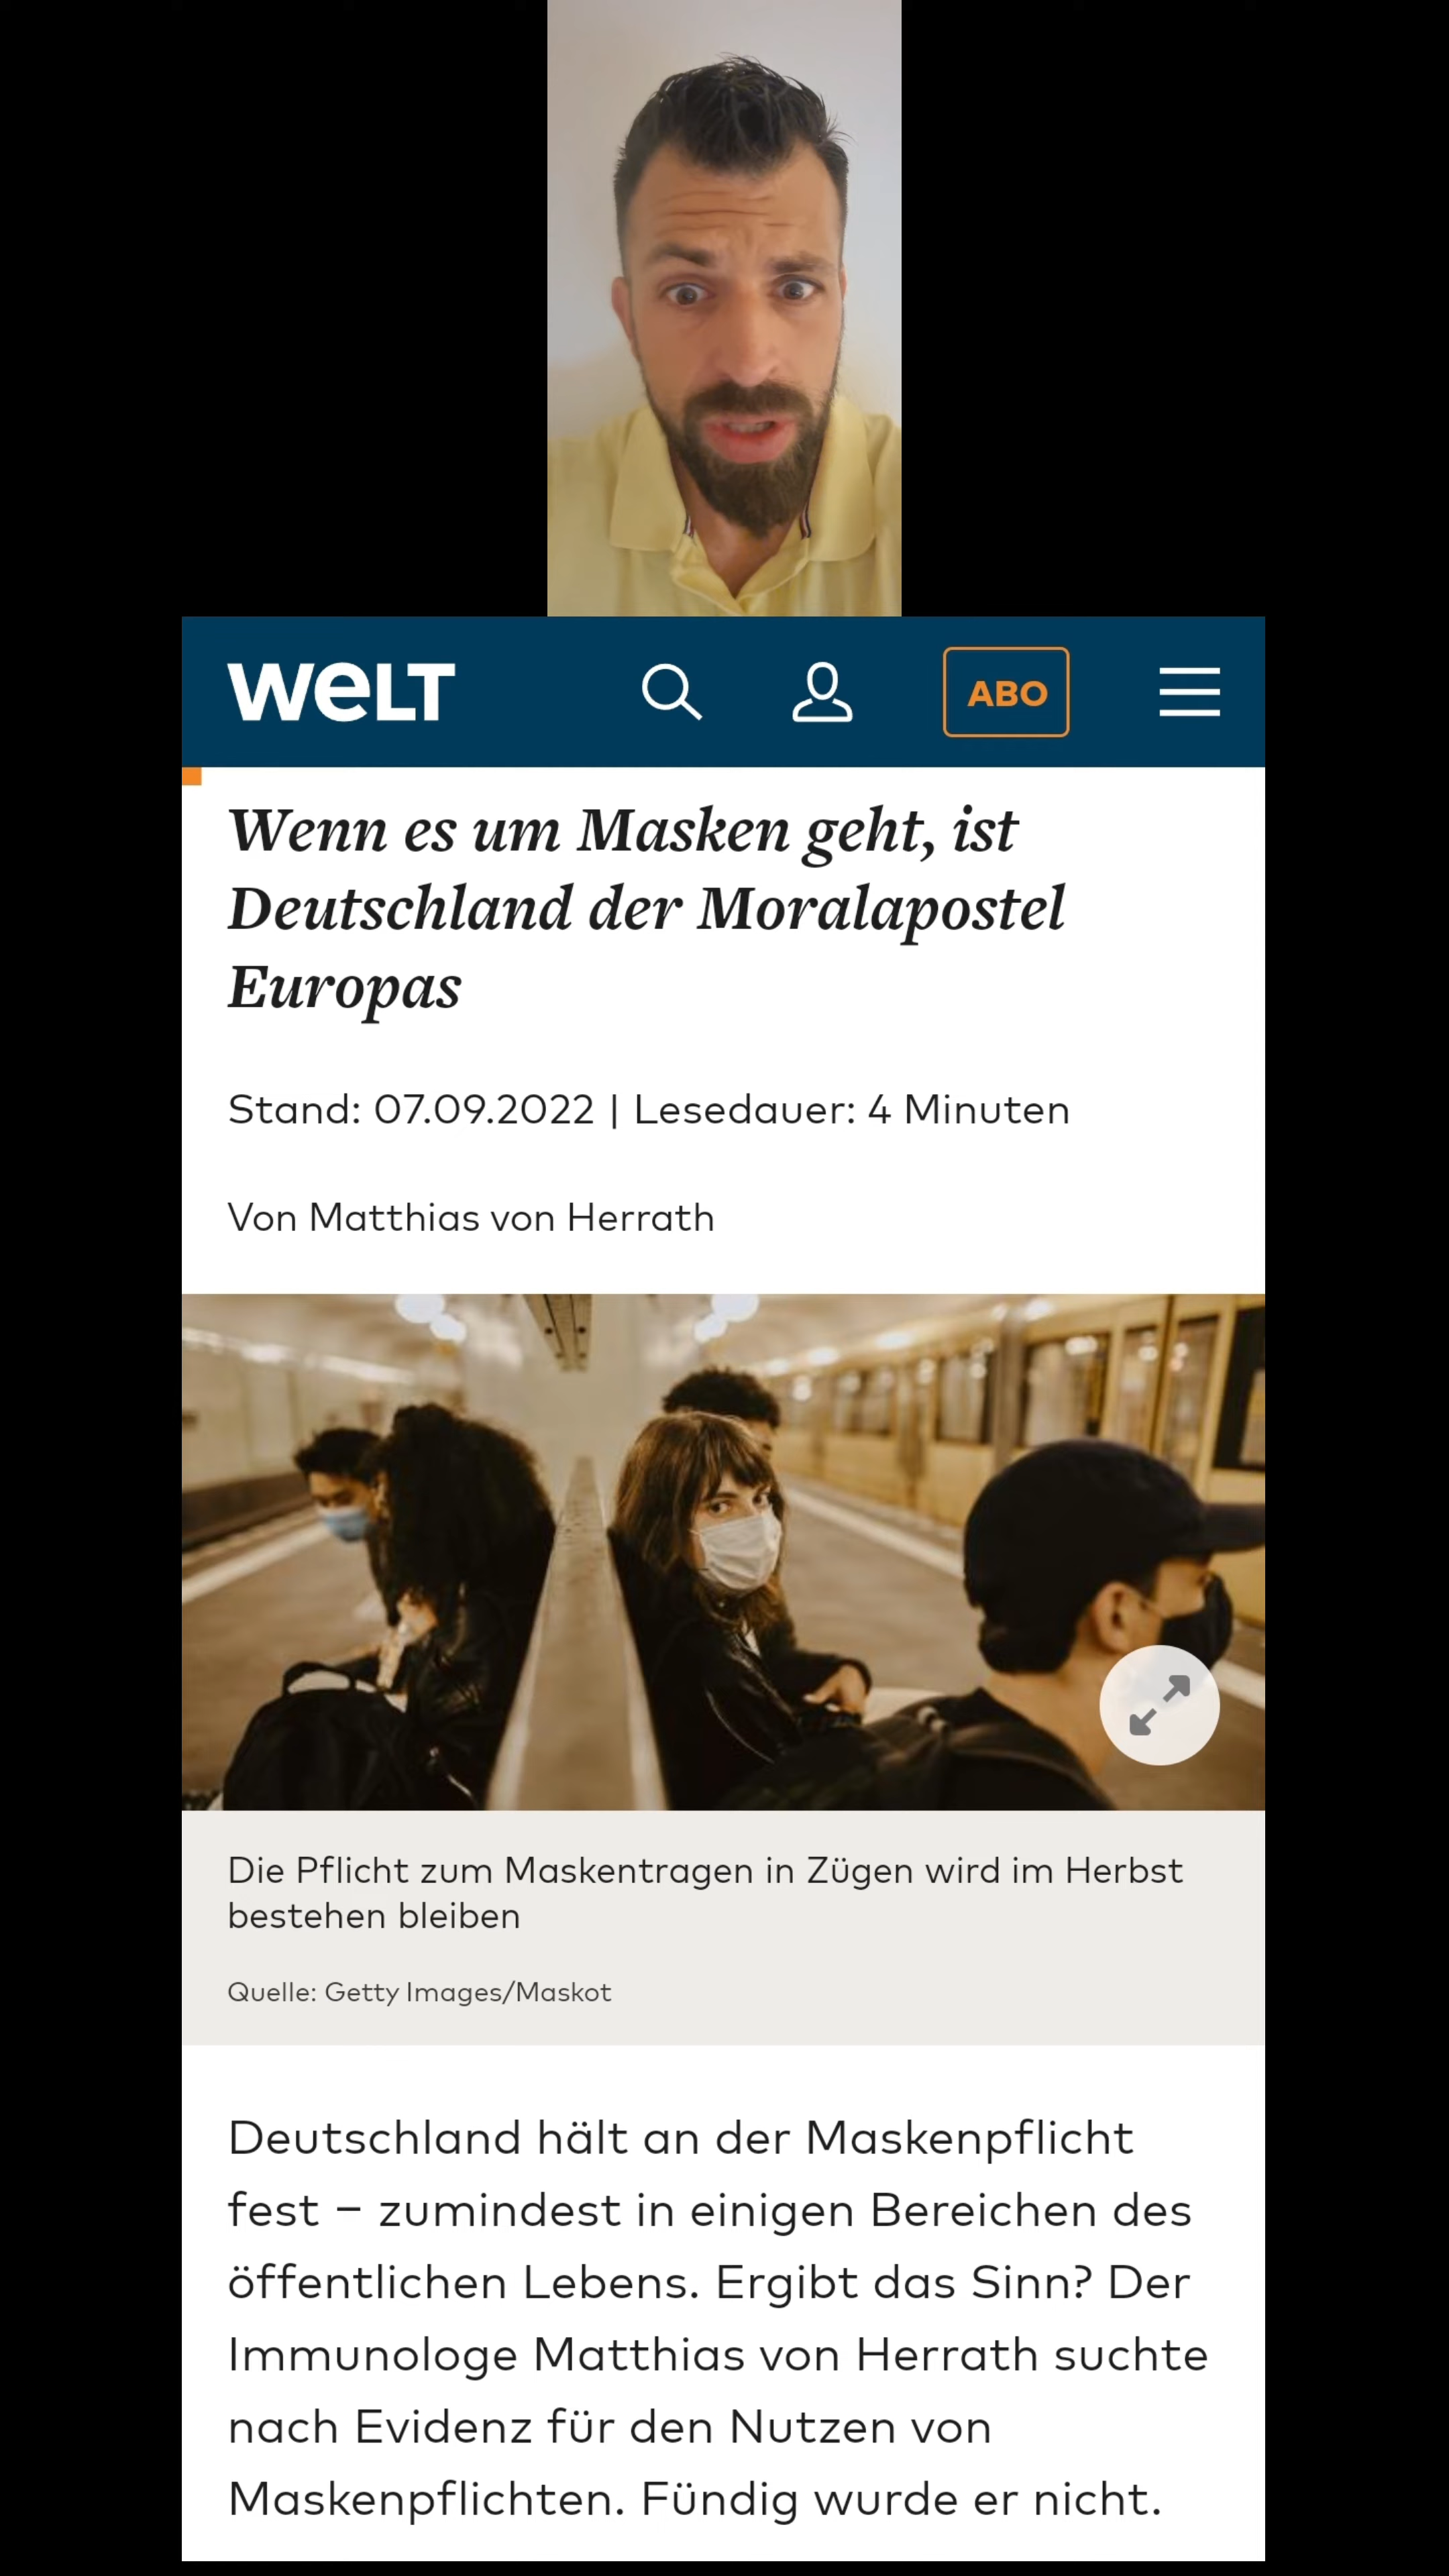 WELT
ABO
Wenn es um Masken geht, ist
Deutschland der Moralapostel
Europas
Stand: 07.09.2022 | Lesedauer: 4 Minuten
Von Matthias von Herrath
Die Pflicht zum Maskentragen in Zügen wird im Herbst
bestehen bleiben
Quelle: Getty Images/Maskot
Deutschland hält an der Maskenpflicht
fest – zumindest in einigen Bereichen des
öffentlichen Lebens. Ergibt das Sinn? Der
Immunologe Matthias von Herrath suchte
nach Evidenz für den Nutzen von
Maskenpflichten. Fündig wurde er nicht.